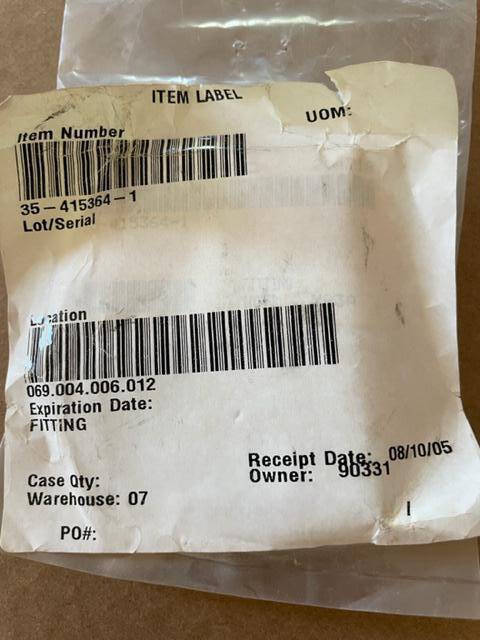 ITEM LABEL
UOM:
Item Number
35-415364-1
Lot/Serial
Location
069.004.006.012
Expiration Date:
FITTING
Receipt Date: 08/10/05
Owner: 90331
Case Qty:
Warehouse: 07
PO#: